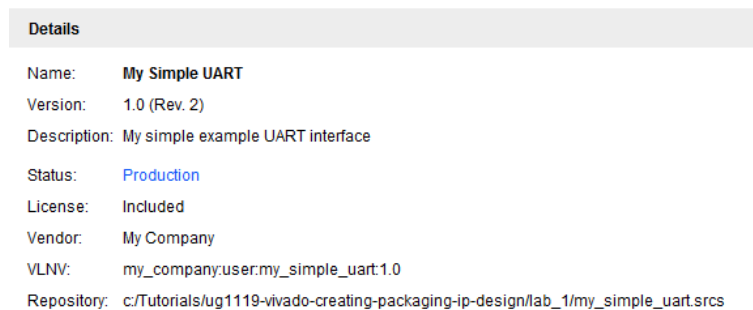 Details
Name: My Simple UART
Version: 1.0 (Rev. 2)
Description: My simple example UART interface
Status: Production
License: Included
Vendor: My Company
VLNV: my_company:user:my_simple_uart:1.0
Repository: c:/Tutorials/ug1119-vivado-creating-packaging-ip-design/lab_1/my_simple_uart.srcs